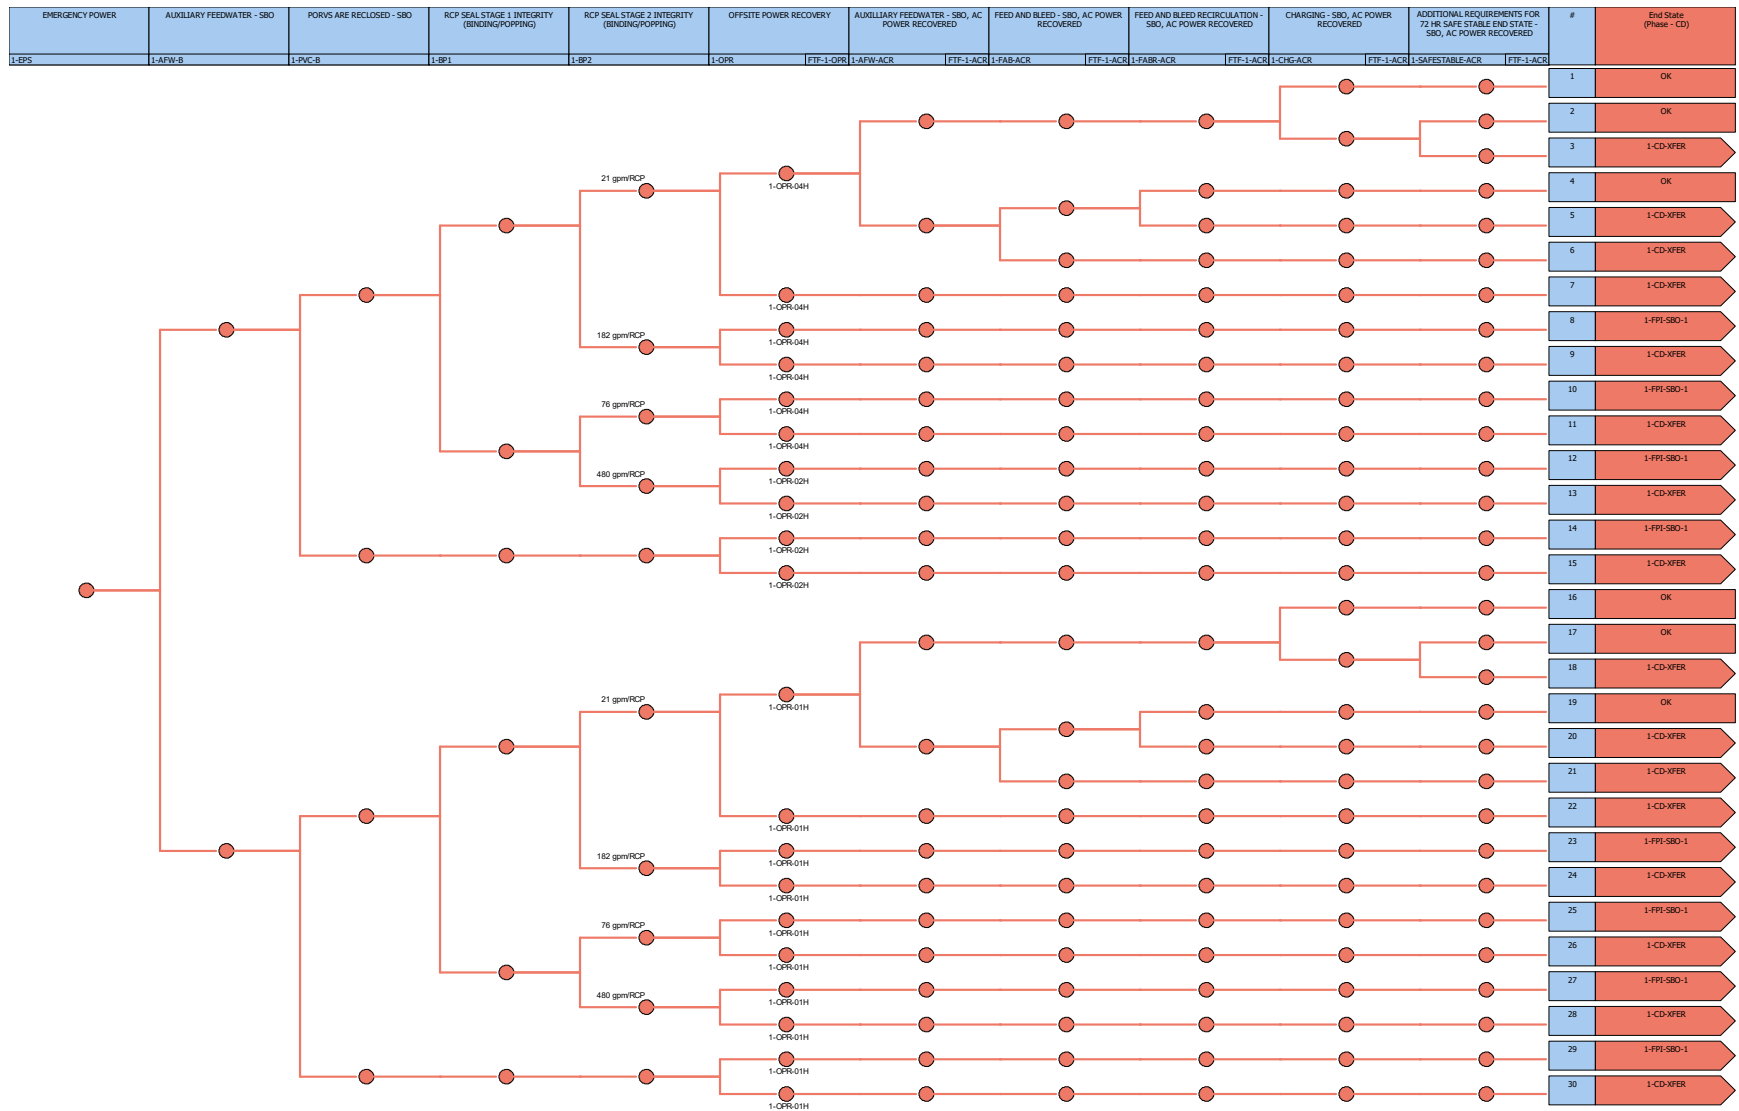 EMERGENCY POWER
AUXILIARY FEEDWATER - SBO
PORVS ARE RECLOSED - SBO
RCP SEAL STAGE 1 INTEGRITY
(BINDING/POPPING)
RCP SEAL STAGE 2 INTEGRITY
(BINDING/POPPING)
OFFSITE POWER RECOVERY
AUXILLIARY FEEDWATER - SBO, AC
POWER RECOVERED
FEED AND BLEED - SBO, AC POWER
RECOVERED
FEED AND BLEED RECIRCULATION -
SBO, AC POWER RECOVERED
CHARGING - SBO, AC POWER
RECOVERED
ADDITIONAL REQUIREMENTS FOR
72 HR SAFE STABLE END STATE -
SBO, AC POWER RECOVERED
#
End State
(Phase - CD)
1-EPS
1-AFW-B
1-PVC-B
1-BP1
1-BP2
1-OPR
FTF-1-OPR
1-AFW-ACR
FTF-1-ACR
1-FAB-ACR
FTF-1-ACR
1-FABR-ACR
FTF-1-ACR
1-CHG-ACR
FTF-1-ACR
1-SAFESTABLE-ACR
FTF-1-ACR
1
OK
2
OK
3
1-CD-XFER
21 gpm/RCP
1-OPR-04H
4
OK
5
1-CD-XFER
6
1-CD-XFER
7
1-CD-XFER
1-OPR-04H
8
1-FPI-SBO-1
182 gpm/RCP
1-OPR-04H
9
1-CD-XFER
1-OPR-04H
10
1-FPI-SBO-1
76 gpm/RCP
1-OPR-04H
11
1-CD-XFER
1-OPR-04H
12
1-FPI-SBO-1
480 gpm/RCP
1-OPR-02H
13
1-CD-XFER
1-OPR-02H
14
1-FPI-SBO-1
1-OPR-02H
15
1-CD-XFER
1-OPR-02H
16
OK
17
OK
18
1-CD-XFER
21 gpm/RCP
1-OPR-01H
19
OK
20
1-CD-XFER
21
1-CD-XFER
22
1-CD-XFER
1-OPR-01H
23
1-FPI-SBO-1
182 gpm/RCP
1-OPR-01H
24
1-CD-XFER
1-OPR-01H
25
1-FPI-SBO-1
76 gpm/RCP
1-OPR-01H
26
1-CD-XFER
1-OPR-01H
27
1-FPI-SBO-1
480 gpm/RCP
1-OPR-01H
28
1-CD-XFER
1-OPR-01H
29
1-FPI-SBO-1
1-OPR-01H
30
1-CD-XFER
1-OPR-01H